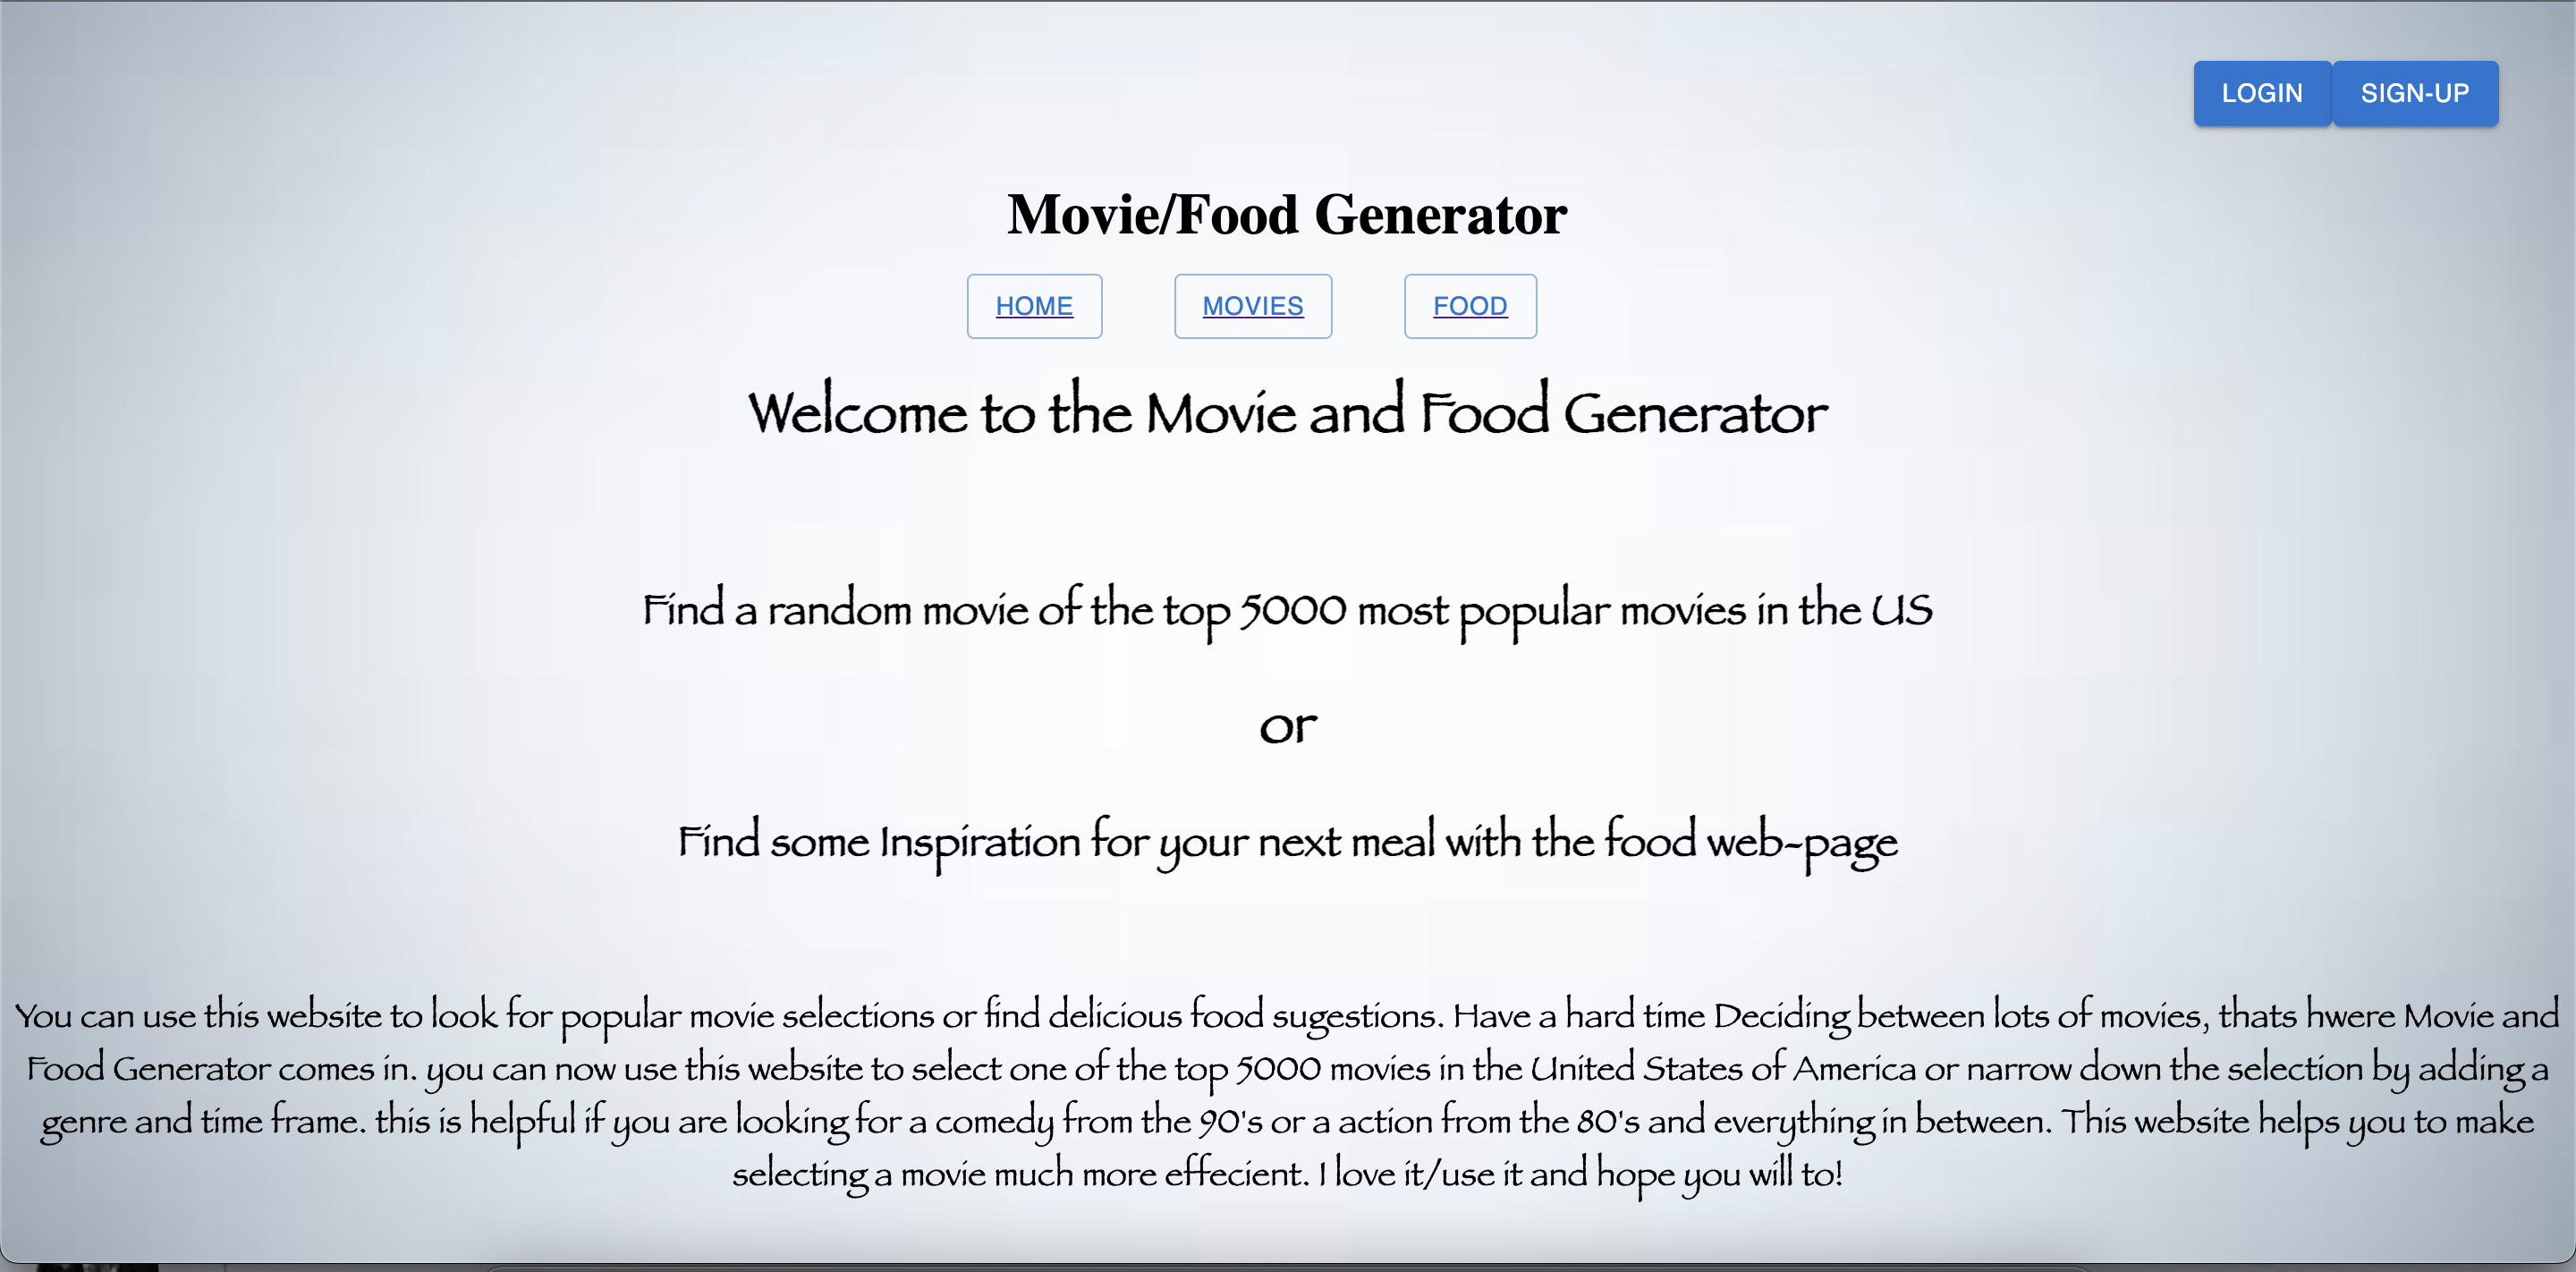 LOGIN SIGN-UP
Movie/Food Generator
HOME MOVIES FOOD
Welcome to the Movie and Food Generator
Find a random movie of the top 5000 most popular movies in the US
or
Find some Inspiration for your next meal with the food web-page
You can use this website to look for popular movie selections or find delicious food sugestions. Have a hard time Deciding between lots of movies, thats hwere Movie and
Food Generator comes in. you can now use this website to select one of the top 5000 movies in the United States of America or narrow down the selection by adding a
genre and time frame. this is helpful if you are looking for a comedy from the 90's or a action from the 80's and everything in between. This website helps you to make
selecting a movie much more effecient. I love it/use it and hope you will to!